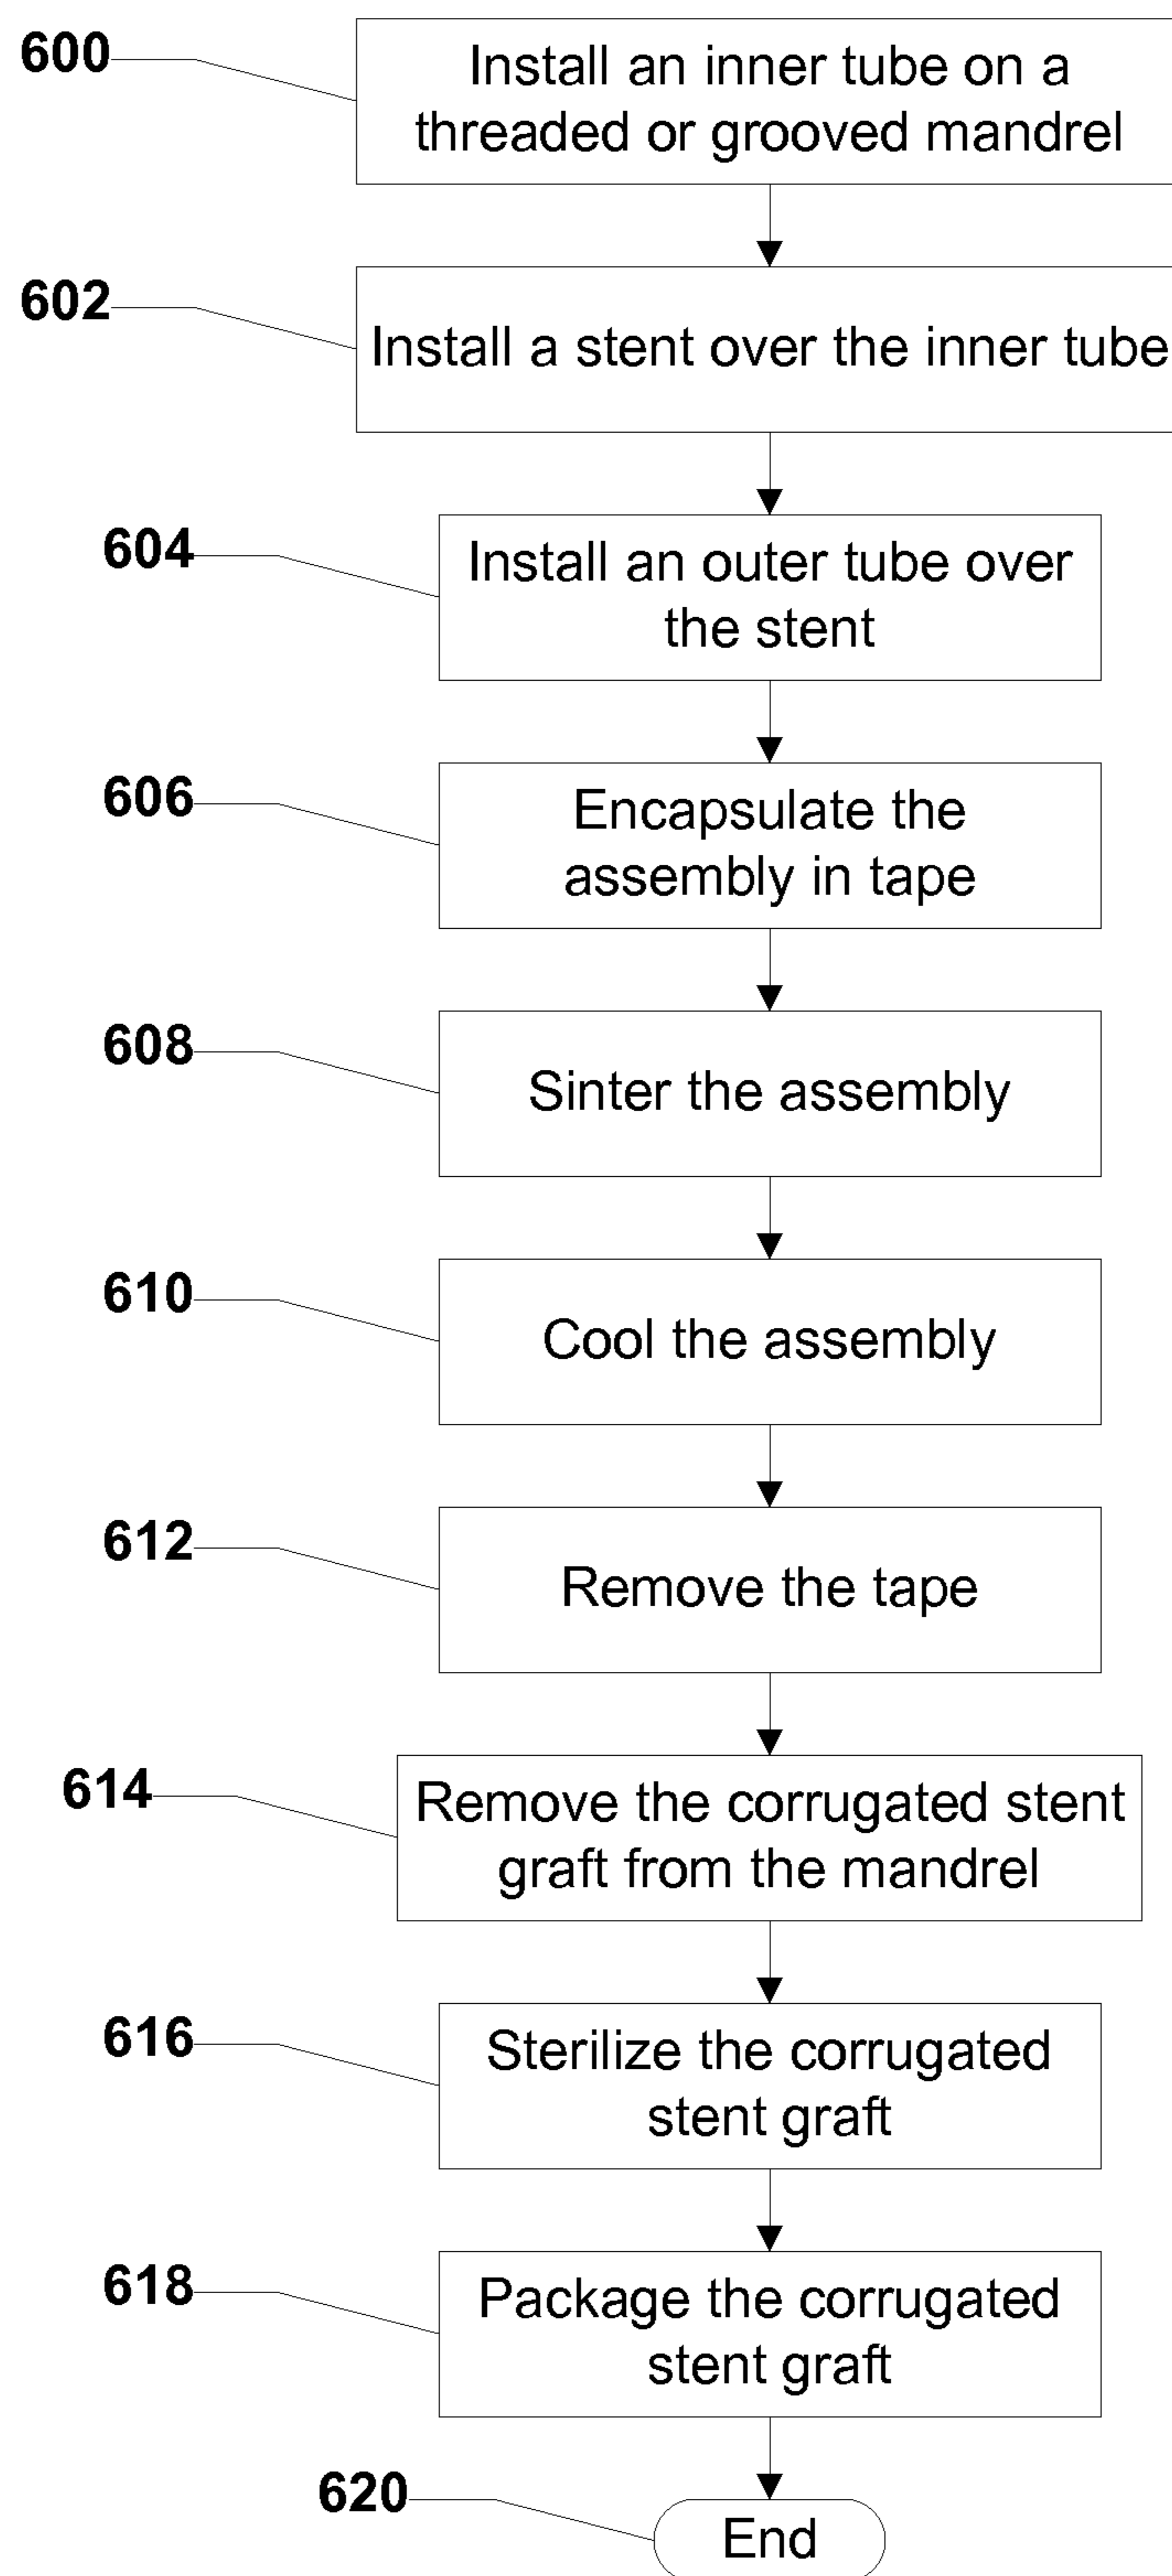 600
Install an inner tube on a
threaded or grooved mandrel
602
Install a stent over the inner tube
604
Install an outer tube over
the stent
606
Encapsulate the
assembly in tape
608
Sinter the assembly
610
Cool the assembly
612
Remove the tape
614
Remove the corrugated stent
graft from the mandrel
616
Sterilize the corrugated
stent graft
618
Package the corrugated
stent graft
620
End